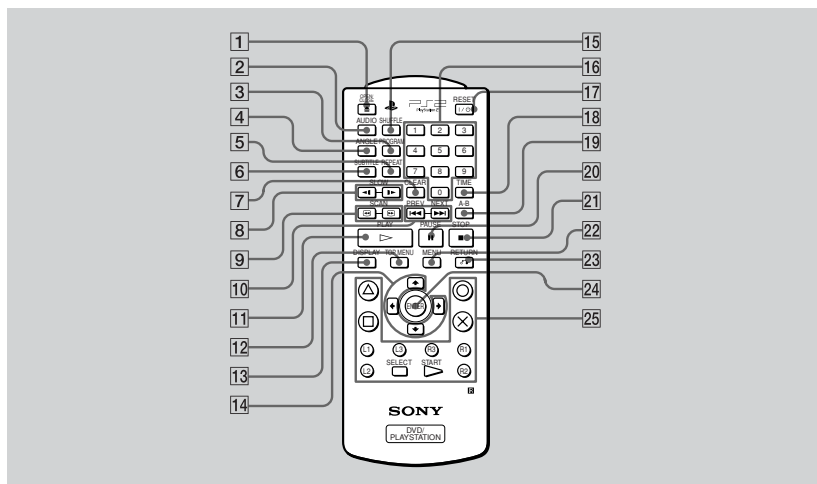 1 15
2 16
3 17
4 18
5 19
6 20
7 21
8 22
9 23
10 24
11 25
12
13
14
OPEN/CLOSE
RESET
I / ⏻
AUDIO SHUFFLE
1 2 3
ANGLE PROGRAM
4 5 6
SUBTITLE REPEAT
7 8 9
SLOW CLEAR 0 TIME
SCAN PREV NEXT A-B
PLAY PAUSE STOP
DISPLAY TOP MENU MENU RETURN
ENTER
L1 L3 R3 R1
L2 SELECT START R2
R
SONY
DVD/
PLAYSTATION